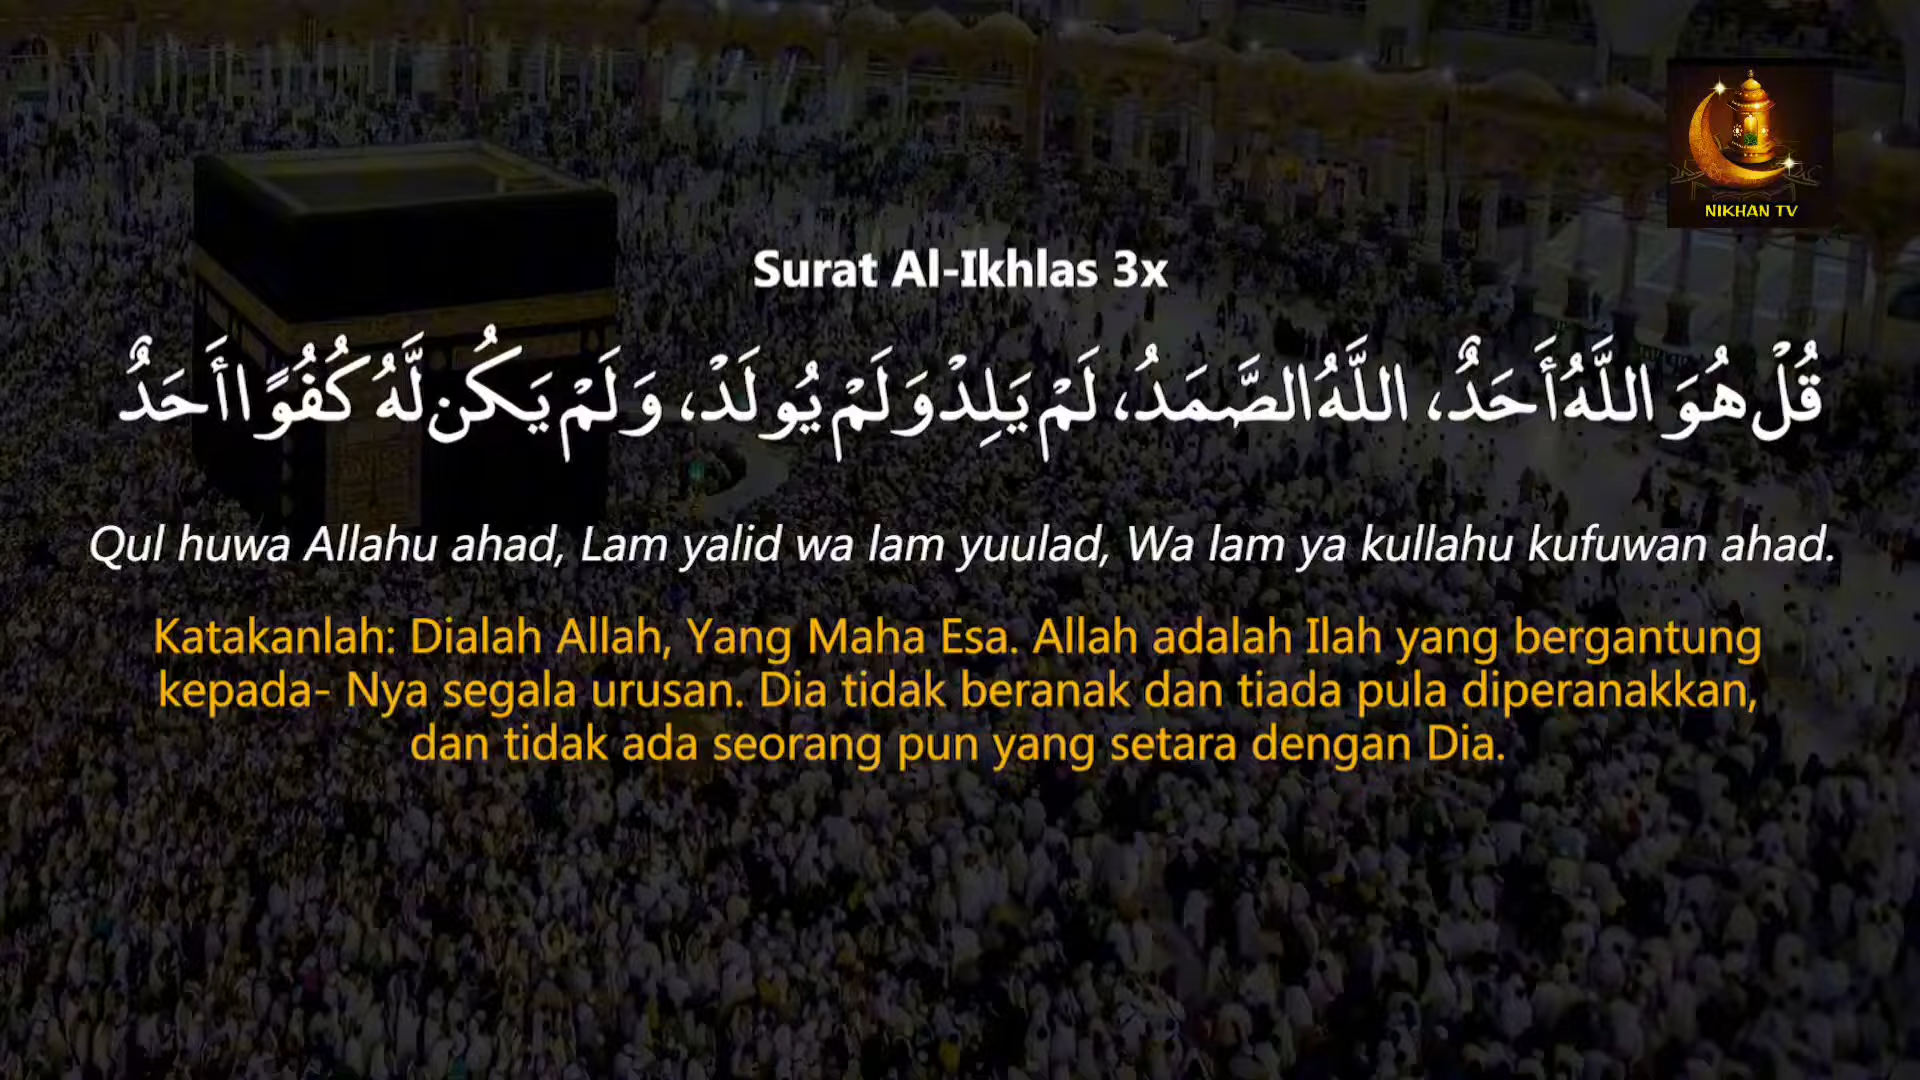 NIKHAN TV
Surat Al-Ikhlas 3x
قُلْ هُوَ اللَّهُ أَحَدٌ، اللَّهُ الصَّمَدُ، لَمْ يَلِدْ وَلَمْ يُولَدْ، وَلَمْ يَكُن لَّهُ كُفُوًا أَحَدٌ
Qul huwa Allahu ahad, Lam yalid wa lam yuulad, Wa lam ya kullahu kufuwan ahad.
Katakanlah: Dialah Allah, Yang Maha Esa. Allah adalah Ilah yang bergantung
kepada- Nya segala urusan. Dia tidak beranak dan tiada pula diperanakkan,
dan tidak ada seorang pun yang setara dengan Dia.